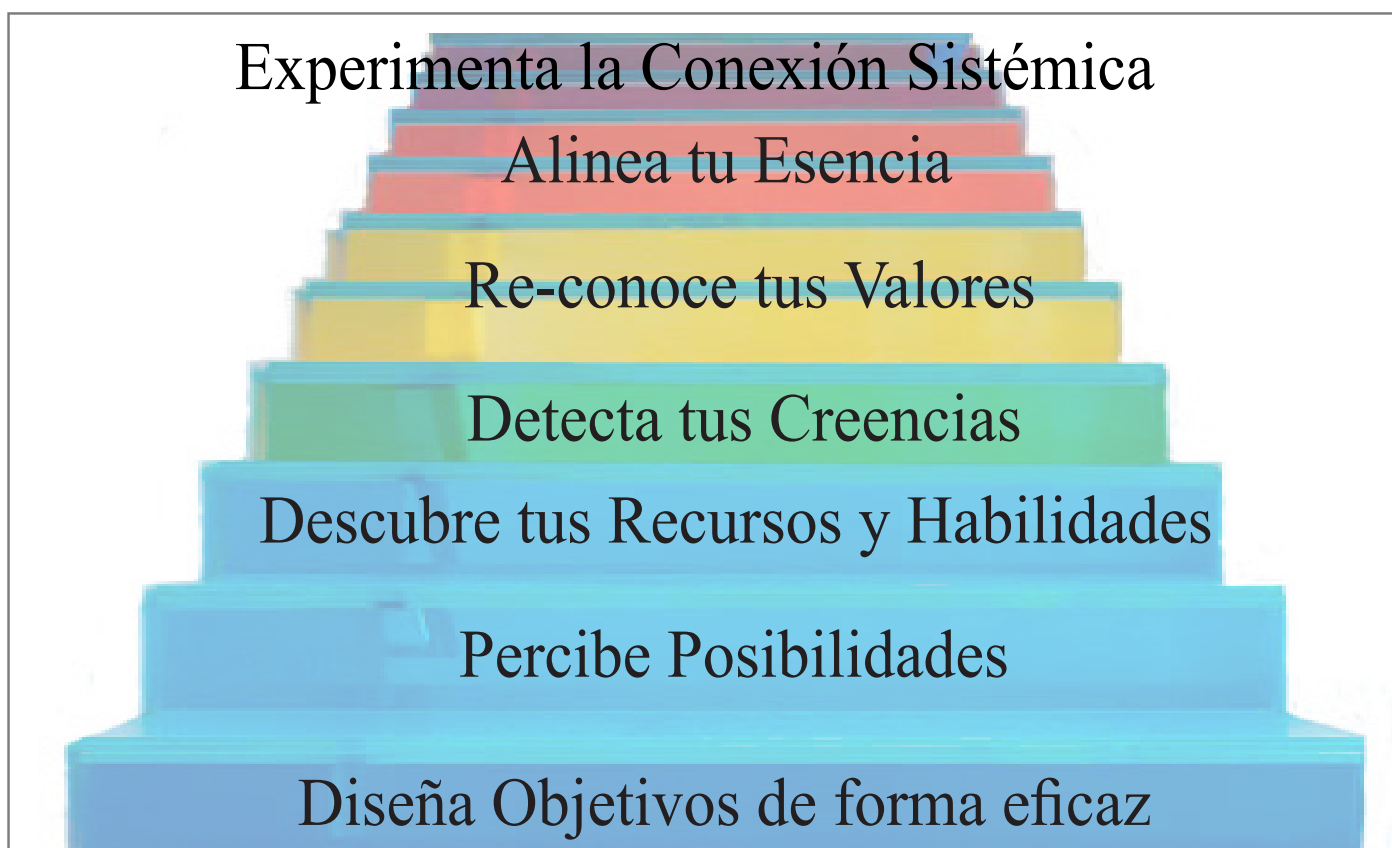 Experimenta la Conexión Sistémica
Alinea tu Esencia
Re-conoce tus Valores
Detecta tus Creencias
Descubre tus Recursos y Habilidades
Percibe Posibilidades
Diseña Objetivos de forma eficaz